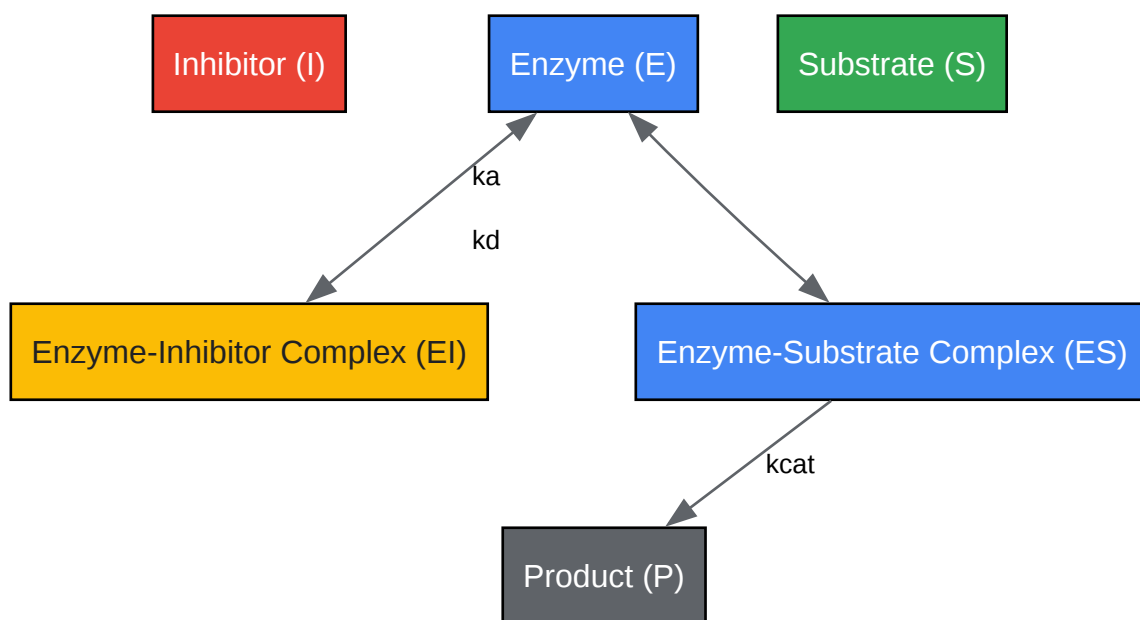 Inhibitor (I)
Enzyme (E)
Substrate (S)
ka
kd
Enzyme-Inhibitor Complex (EI)
Enzyme-Substrate Complex (ES)
kcat
Product (P)